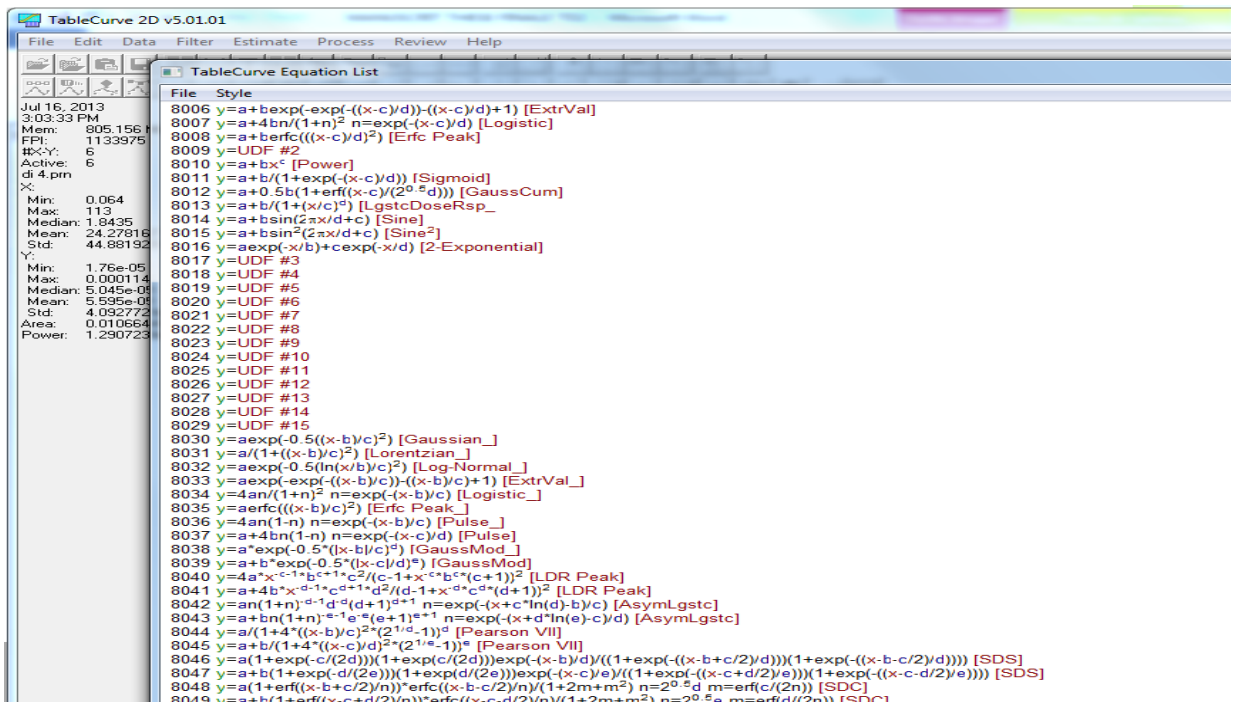 TableCurve 2D v5.01.01
File Edit Data Filter Estimate Process Review Help
TableCurve Equation List
File Style
Jul 16, 2013
3:03:33 PM
Mem: 805.156
FPI: 1133975
#X-Y: 6
Active: 6
di 4.prn
X:
Min: 0.064
Max: 113
Median: 1.8435
Mean: 24.27816
Std: 44.88192
Y:
Min: 1.76e-05
Max: 0.000114
Median: 5.045e-05
Mean: 5.595e-05
Std: 4.092772
Area: 0.010664
Power: 1.290723
8006 y=a+bexp(-exp(-((x-c)/d))-((x-c)/d)+1) [ExtrVal]
8007 y=a+4bn/(1+n)² n=exp(-(x-c)/d) [Logistic]
8008 y=a+berfc(((x-c)/d)²) [Erfc Peak]
8009 y=UDF #2
8010 y=a+bxᶜ [Power]
8011 y=a+b/(1+exp(-(x-c)/d)) [Sigmoid]
8012 y=a+0.5b(1+erf((x-c)/(2⁰·⁵d))) [GaussCum]
8013 y=a+b/(1+(x/c)ᵈ) [LgstcDoseRsp_
8014 y=a+bsin(2πx/d+c) [Sine]
8015 y=a+bsin²(2πx/d+c) [Sine²]
8016 y=aexp(-x/b)+cexp(-x/d) [2-Exponential]
8017 y=UDF #3
8018 y=UDF #4
8019 y=UDF #5
8020 y=UDF #6
8021 y=UDF #7
8022 y=UDF #8
8023 y=UDF #9
8024 y=UDF #10
8025 y=UDF #11
8026 y=UDF #12
8027 y=UDF #13
8028 y=UDF #14
8029 y=UDF #15
8030 y=aexp(-0.5((x-b)/c)²) [Gaussian_]
8031 y=a/(1+((x-b)/c)²) [Lorentzian_]
8032 y=aexp(-0.5(ln(x/b)/c)²) [Log-Normal_]
8033 y=aexp(-exp(-((x-b)/c))-((x-b)/c)+1) [ExtrVal_]
8034 y=4an/(1+n)² n=exp(-(x-b)/c) [Logistic_]
8035 y=aerfc(((x-b)/c)²) [Erfc Peak_]
8036 y=4an(1-n) n=exp(-(x-b)/c) [Pulse_]
8037 y=a+4bn(1-n) n=exp(-(x-c)/d) [Pulse]
8038 y=a*exp(-0.5*(|x-b|/c)ᵈ) [GaussMod_]
8039 y=a+b*exp(-0.5*(|x-c|/d)ᵉ) [GaussMod]
8040 y=4a*x⁻ᶜ⁻¹*bᶜ⁺¹*c²/(c-1+x⁻ᶜ*bᶜ*(c+1))² [LDR Peak]
8041 y=a+4b*x⁻ᵈ⁻¹*cᵈ⁺¹*d²/(d-1+x⁻ᵈ*cᵈ*(d+1))² [LDR Peak]
8042 y=an(1+n)⁻ᵈ⁻¹d⁻ᵈ(d+1)ᵈ⁺¹ n=exp(-(x+c*ln(d)-b)/c) [AsymLgstc]
8043 y=a+bn(1+n)⁻ᵉ⁻¹e⁻ᵉ(e+1)ᵉ⁺¹ n=exp(-(x+d*ln(e)-c)/d) [AsymLgstc]
8044 y=a/(1+4*((x-b)/c)²*(2¹ᐟᵈ-1))ᵈ [Pearson VII]
8045 y=a+b/(1+4*((x-c)/d)²*(2¹ᐟᵉ-1))ᵉ [Pearson VII]
8046 y=a(1+exp(-c/(2d)))(1+exp(c/(2d)))exp(-(x-b)/d)/((1+exp(-((x-b+c/2)/d)))(1+exp(-((x-b-c/2)/d)))) [SDS]
8047 y=a+b(1+exp(-d/(2e)))(1+exp(d/(2e)))exp(-(x-c)/e)/((1+exp(-((x-c+d/2)/e)))(1+exp(-((x-c-d/2)/e)))) [SDS]
8048 y=a(1+erf((x-b+c/2)/n))*erfc((x-b-c/2)/n)/(1+2m+m²) n=2⁰·⁵d m=erf(c/(2n)) [SDC]
8049 y=a+b(1+erf((x-c+d/2)/n))*erfc((x-c-d/2)/n)/(1+2m+m²) n=2⁰·⁵e m=erf(d/(2n)) [SDC]